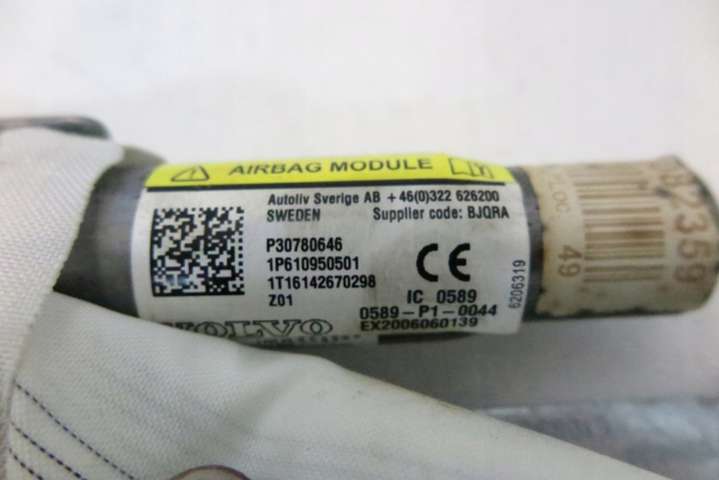 AIRBAG MODULE
Autoliv Sverige AB +46(0)322 626200
SWEDEN Supplier code: BJQRA
P30780646
1P610950501
1T16142670298
Z01
CE
IC 0589
0589-P1-0044
EX2006060139
VOLVO
6206319
49